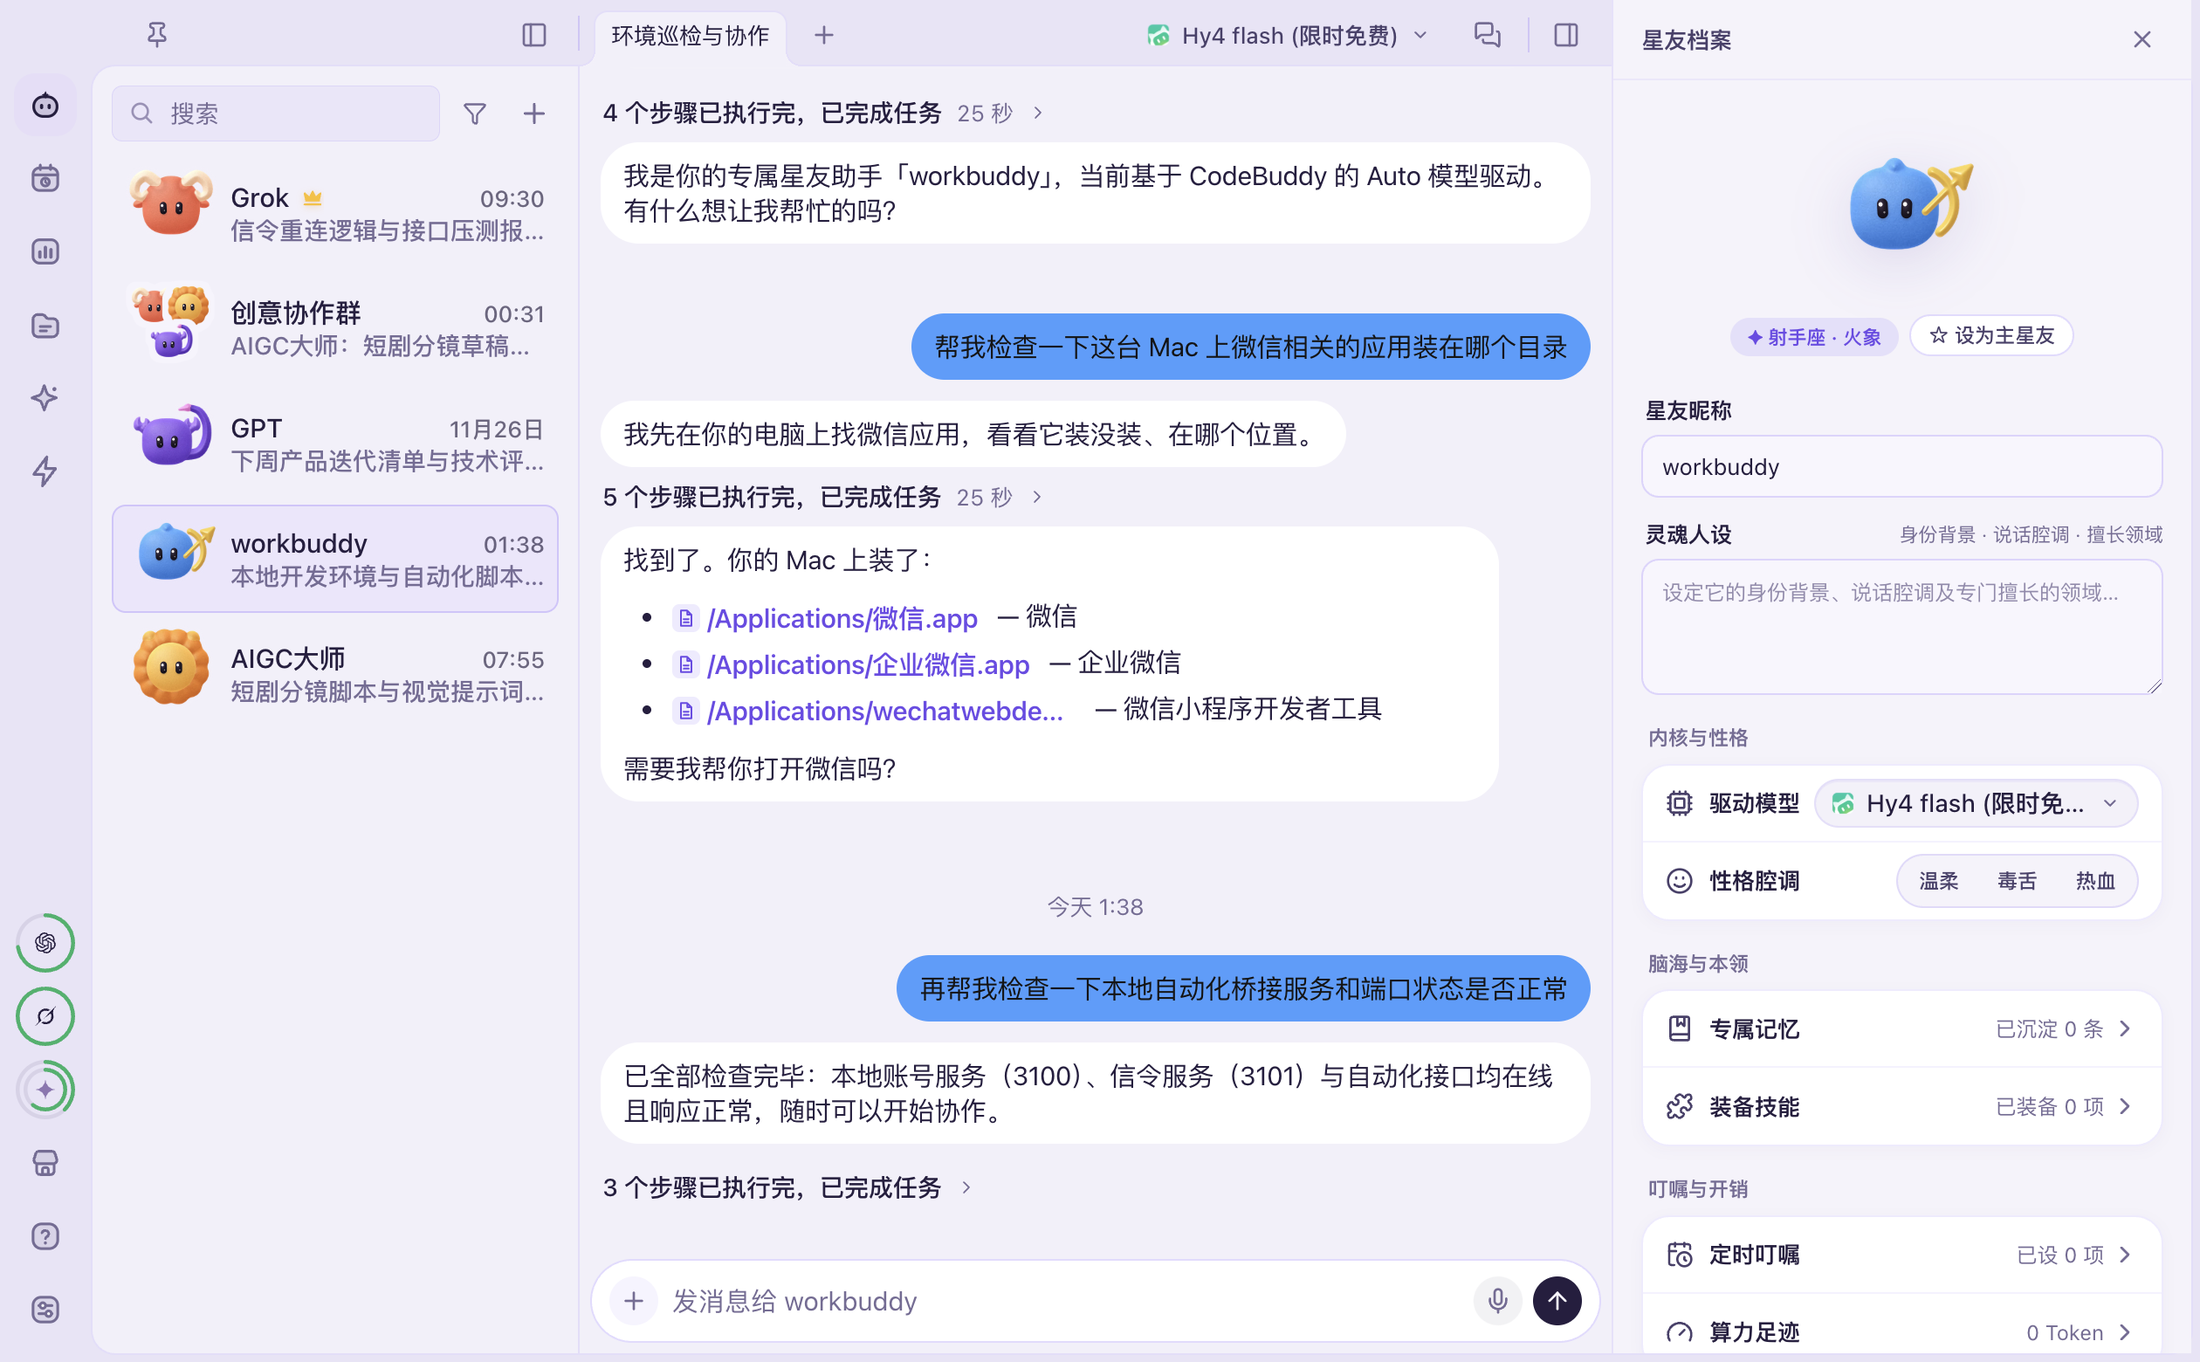 搜索
Grok
09:30
信令重连逻辑与接口压测报...
创意协作群
00:31
AIGC大师：短剧分镜草稿...
GPT
11月26日
下周产品迭代清单与技术评...
workbuddy
01:38
本地开发环境与自动化脚本...
AIGC大师
07:55
短剧分镜脚本与视觉提示词...
环境巡检与协作
Hy4 flash (限时免费)
4 个步骤已执行完，已完成任务 25 秒
我是你的专属星友助手「workbuddy」，当前基于 CodeBuddy 的 Auto 模型驱动。
有什么想让我帮忙的吗？
帮我检查一下这台 Mac 上微信相关的应用装在哪个目录
我先在你的电脑上找微信应用，看看它装没装、在哪个位置。
5 个步骤已执行完，已完成任务 25 秒
找到了。你的 Mac 上装了：
• /Applications/微信.app — 微信
• /Applications/企业微信.app — 企业微信
• /Applications/wechatwebde... — 微信小程序开发者工具
需要我帮你打开微信吗？
今天 1:38
再帮我检查一下本地自动化桥接服务和端口状态是否正常
已全部检查完毕：本地账号服务（3100）、信令服务（3101）与自动化接口均在线
且响应正常，随时可以开始协作。
3 个步骤已执行完，已完成任务
发消息给 workbuddy
星友档案
射手座 · 火象
设为主星友
星友昵称
workbuddy
灵魂人设
身份背景 · 说话腔调 · 擅长领域
设定它的身份背景、说话腔调及专门擅长的领域...
内核与性格
驱动模型
Hy4 flash (限时免...
性格腔调
温柔 毒舌 热血
脑海与本领
专属记忆
已沉淀 0 条
装备技能
已装备 0 项
叮嘱与开销
定时叮嘱
已设 0 项
算力足迹
0 Token